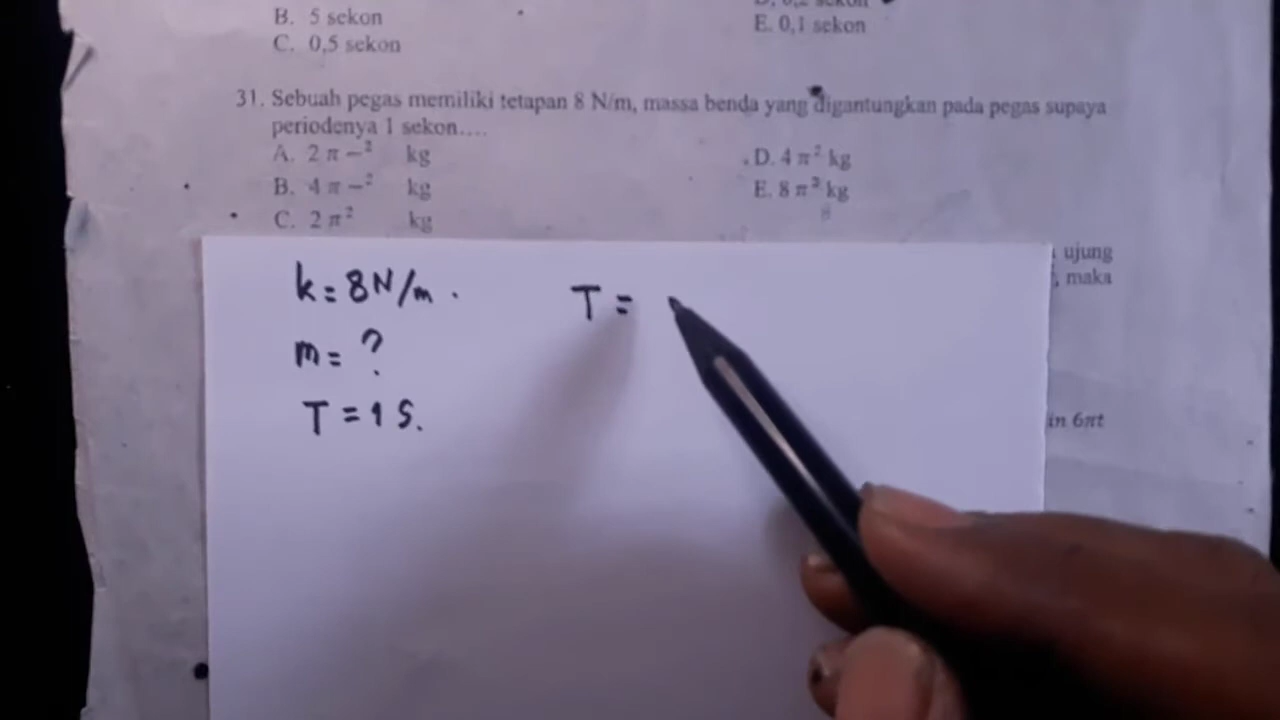 B. 5 sekon
C. 0,5 sekon
E. 0,1 sekon
31. Sebuah pegas memiliki tetapan 8 N/m, massa benda yang digantungkan pada pegas supaya
periodenya 1 sekon....
A. 2 π −² kg
B. 4 π −² kg
C. 2 π² kg
D. 4 π² kg
E. 8 π² kg
ujung
, maka
in 6πt
k = 8 N/m .
m = ?
T = 1 S.
T =